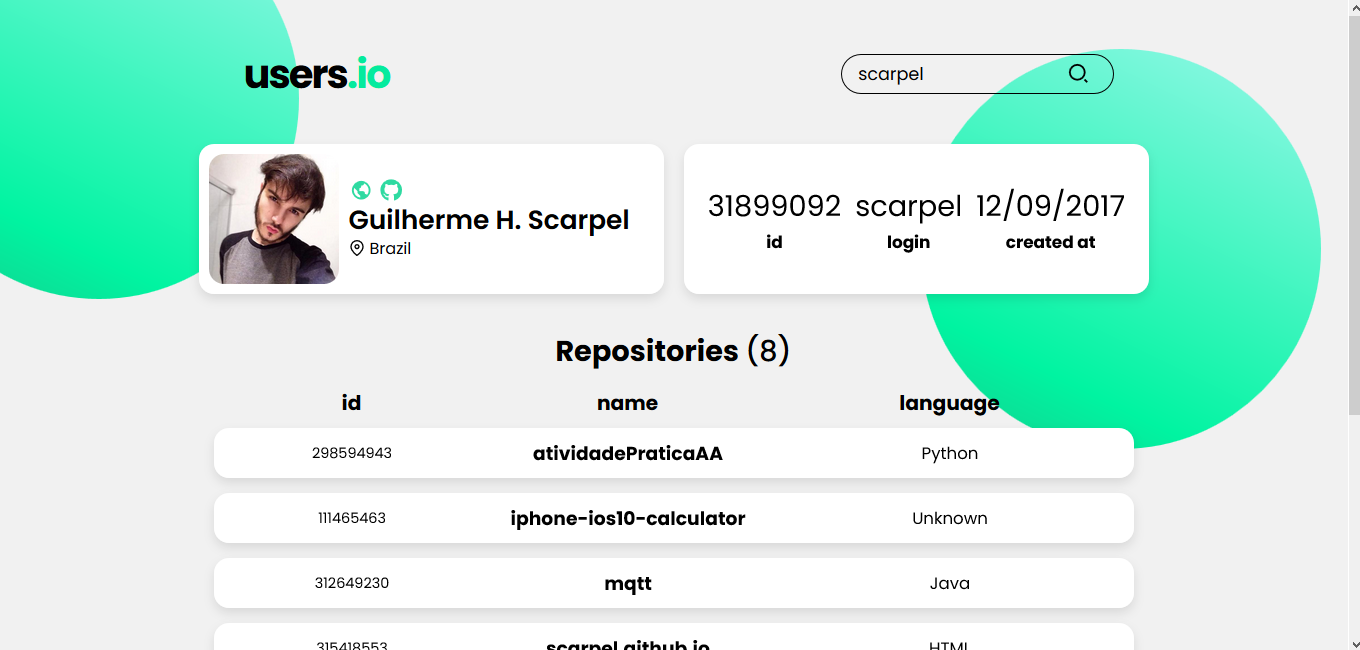 users.io
scarpel
Guilherme H. Scarpel
Brazil
31899092 scarpel 12/09/2017
id login created at
Repositories (8)
id name language
298594943 atividadePraticaAA Python
111465463 iphone-ios10-calculator Unknown
312649230 mqtt Java
315418553 scarpel.github.io HTML